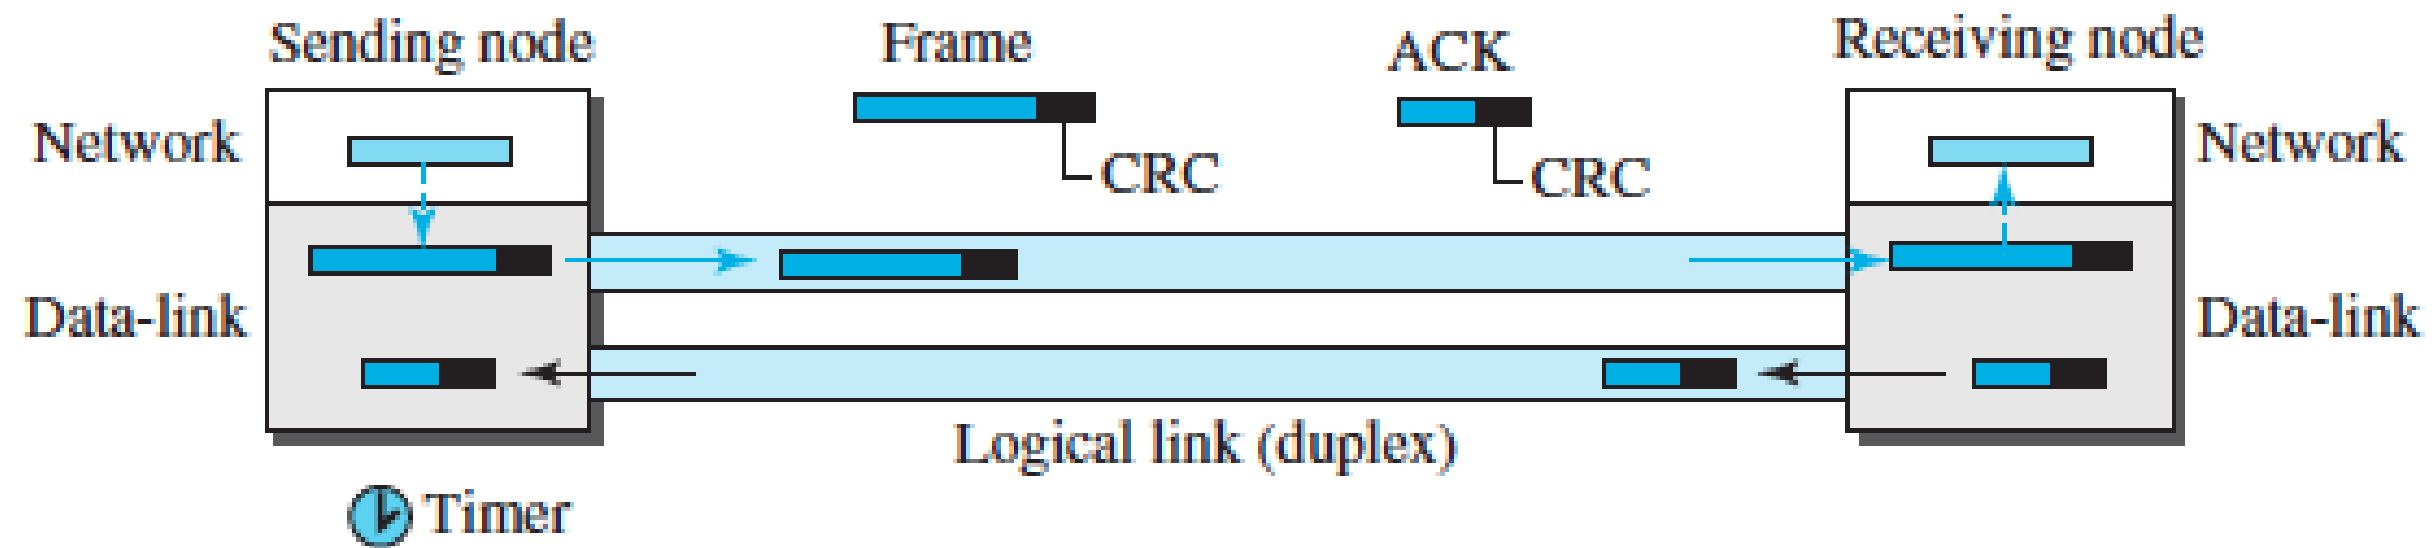 Sending node
Frame
ACK
Receiving node
Network
CRC
CRC
Network
Data-link
Data-link
Logical link (duplex)
Timer